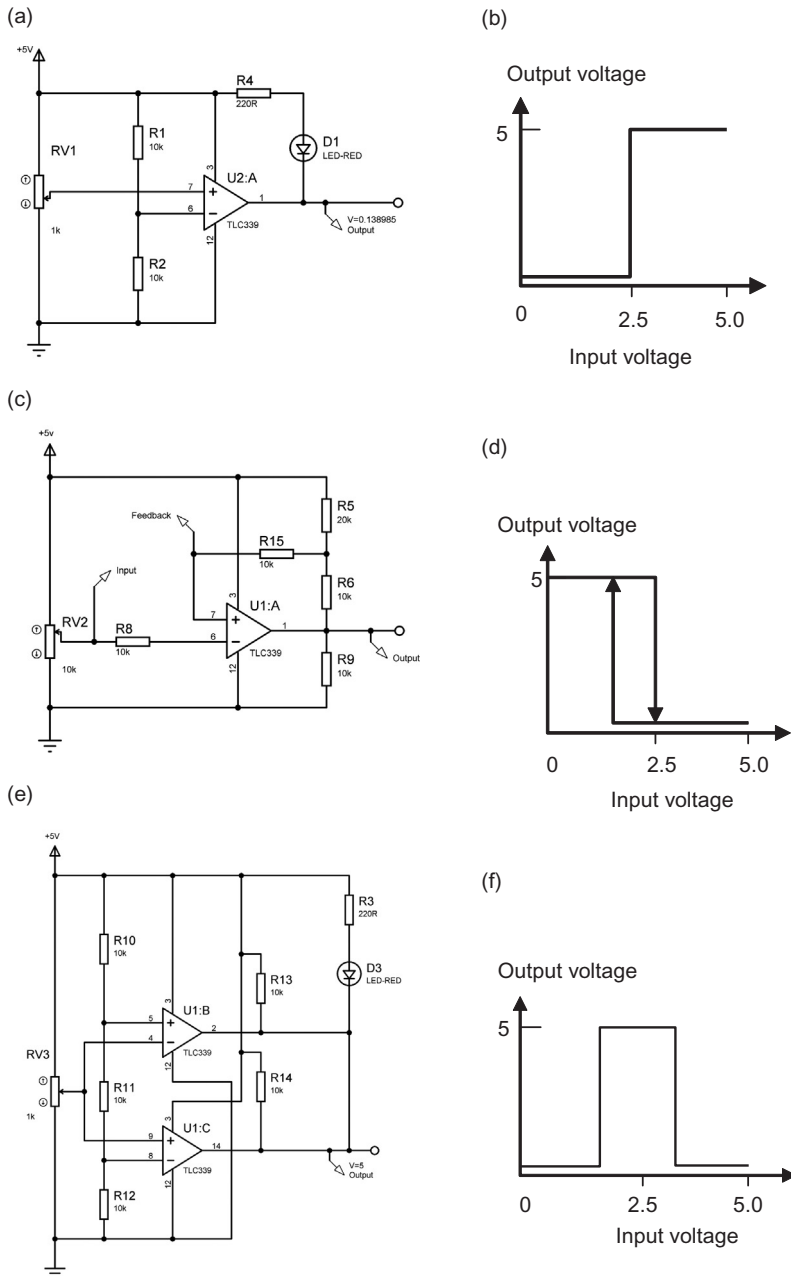 (a)
+5V
RV1
1k
R1
10k
R2
10k
R4
220R
D1
LED-RED
U2:A
3
7
+
6
−
1
12
TLC339
V=0.138985
Output
(b)
Output voltage
5
0
2.5
5.0
Input voltage
(c)
+5v
Feedback
Input
RV2
10k
R8
10k
R15
10k
R5
20k
R6
10k
R9
10k
U1:A
3
7
+
6
−
1
12
TLC339
Output
(d)
Output voltage
5
0
2.5
5.0
Input voltage
(e)
+5V
RV3
1k
R10
10k
R11
10k
R12
10k
U1:B
3
5
+
4
−
2
12
TLC339
R13
10k
R14
10k
R3
220R
D3
LED-RED
U1:C
3
9
+
8
−
14
12
TLC339
V=5
Output
(f)
Output voltage
5
0
2.5
5.0
Input voltage